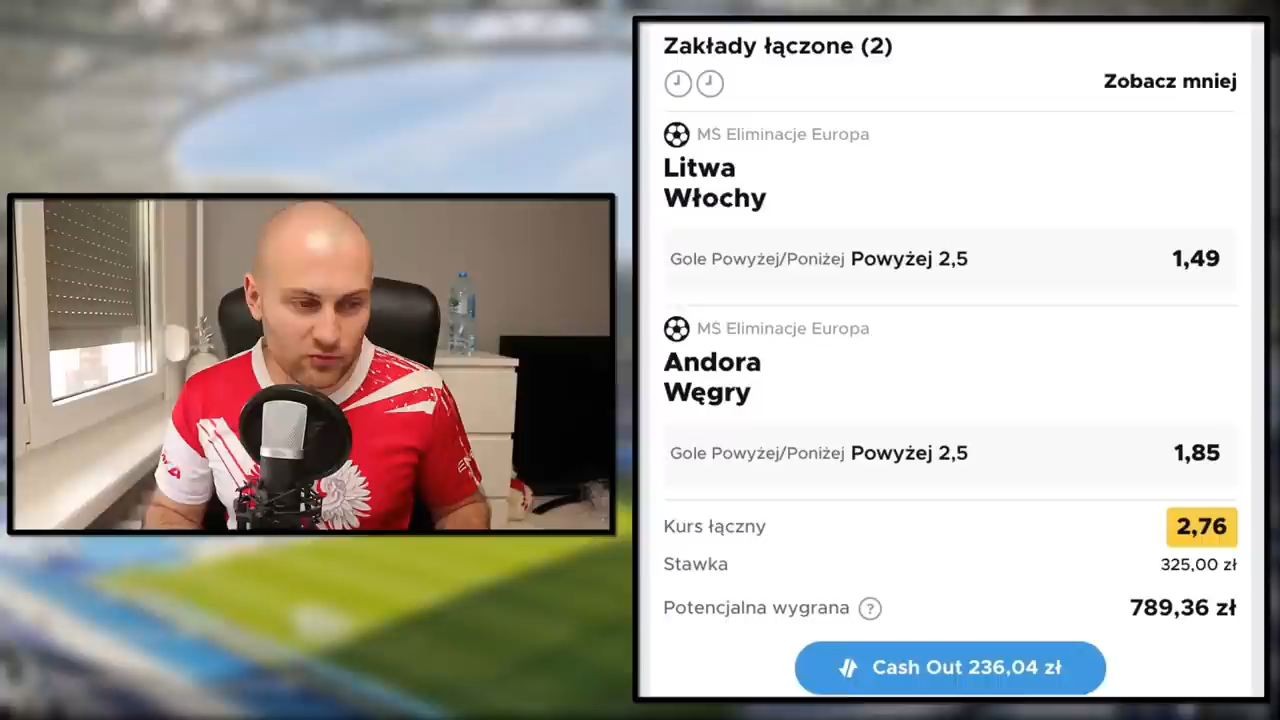 Zakłady łączone (2)
Zobacz mniej
MS Eliminacje Europa
Litwa
Włochy
Gole Powyżej/Poniżej Powyżej 2,5 1,49
MS Eliminacje Europa
Andora
Węgry
Gole Powyżej/Poniżej Powyżej 2,5 1,85
Kurs łączny 2,76
Stawka 325,00 zł
Potencjalna wygrana ? 789,36 zł
Cash Out 236,04 zł